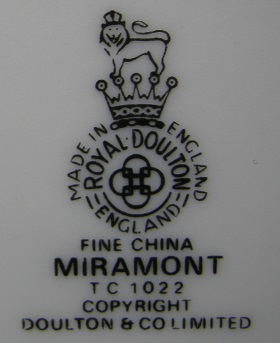 MADE IN ENGLAND
ROYAL·DOULTON
ENGLAND
FINE CHINA
MIRAMONT
TC 1022
COPYRIGHT
DOULTON & CO LIMITED